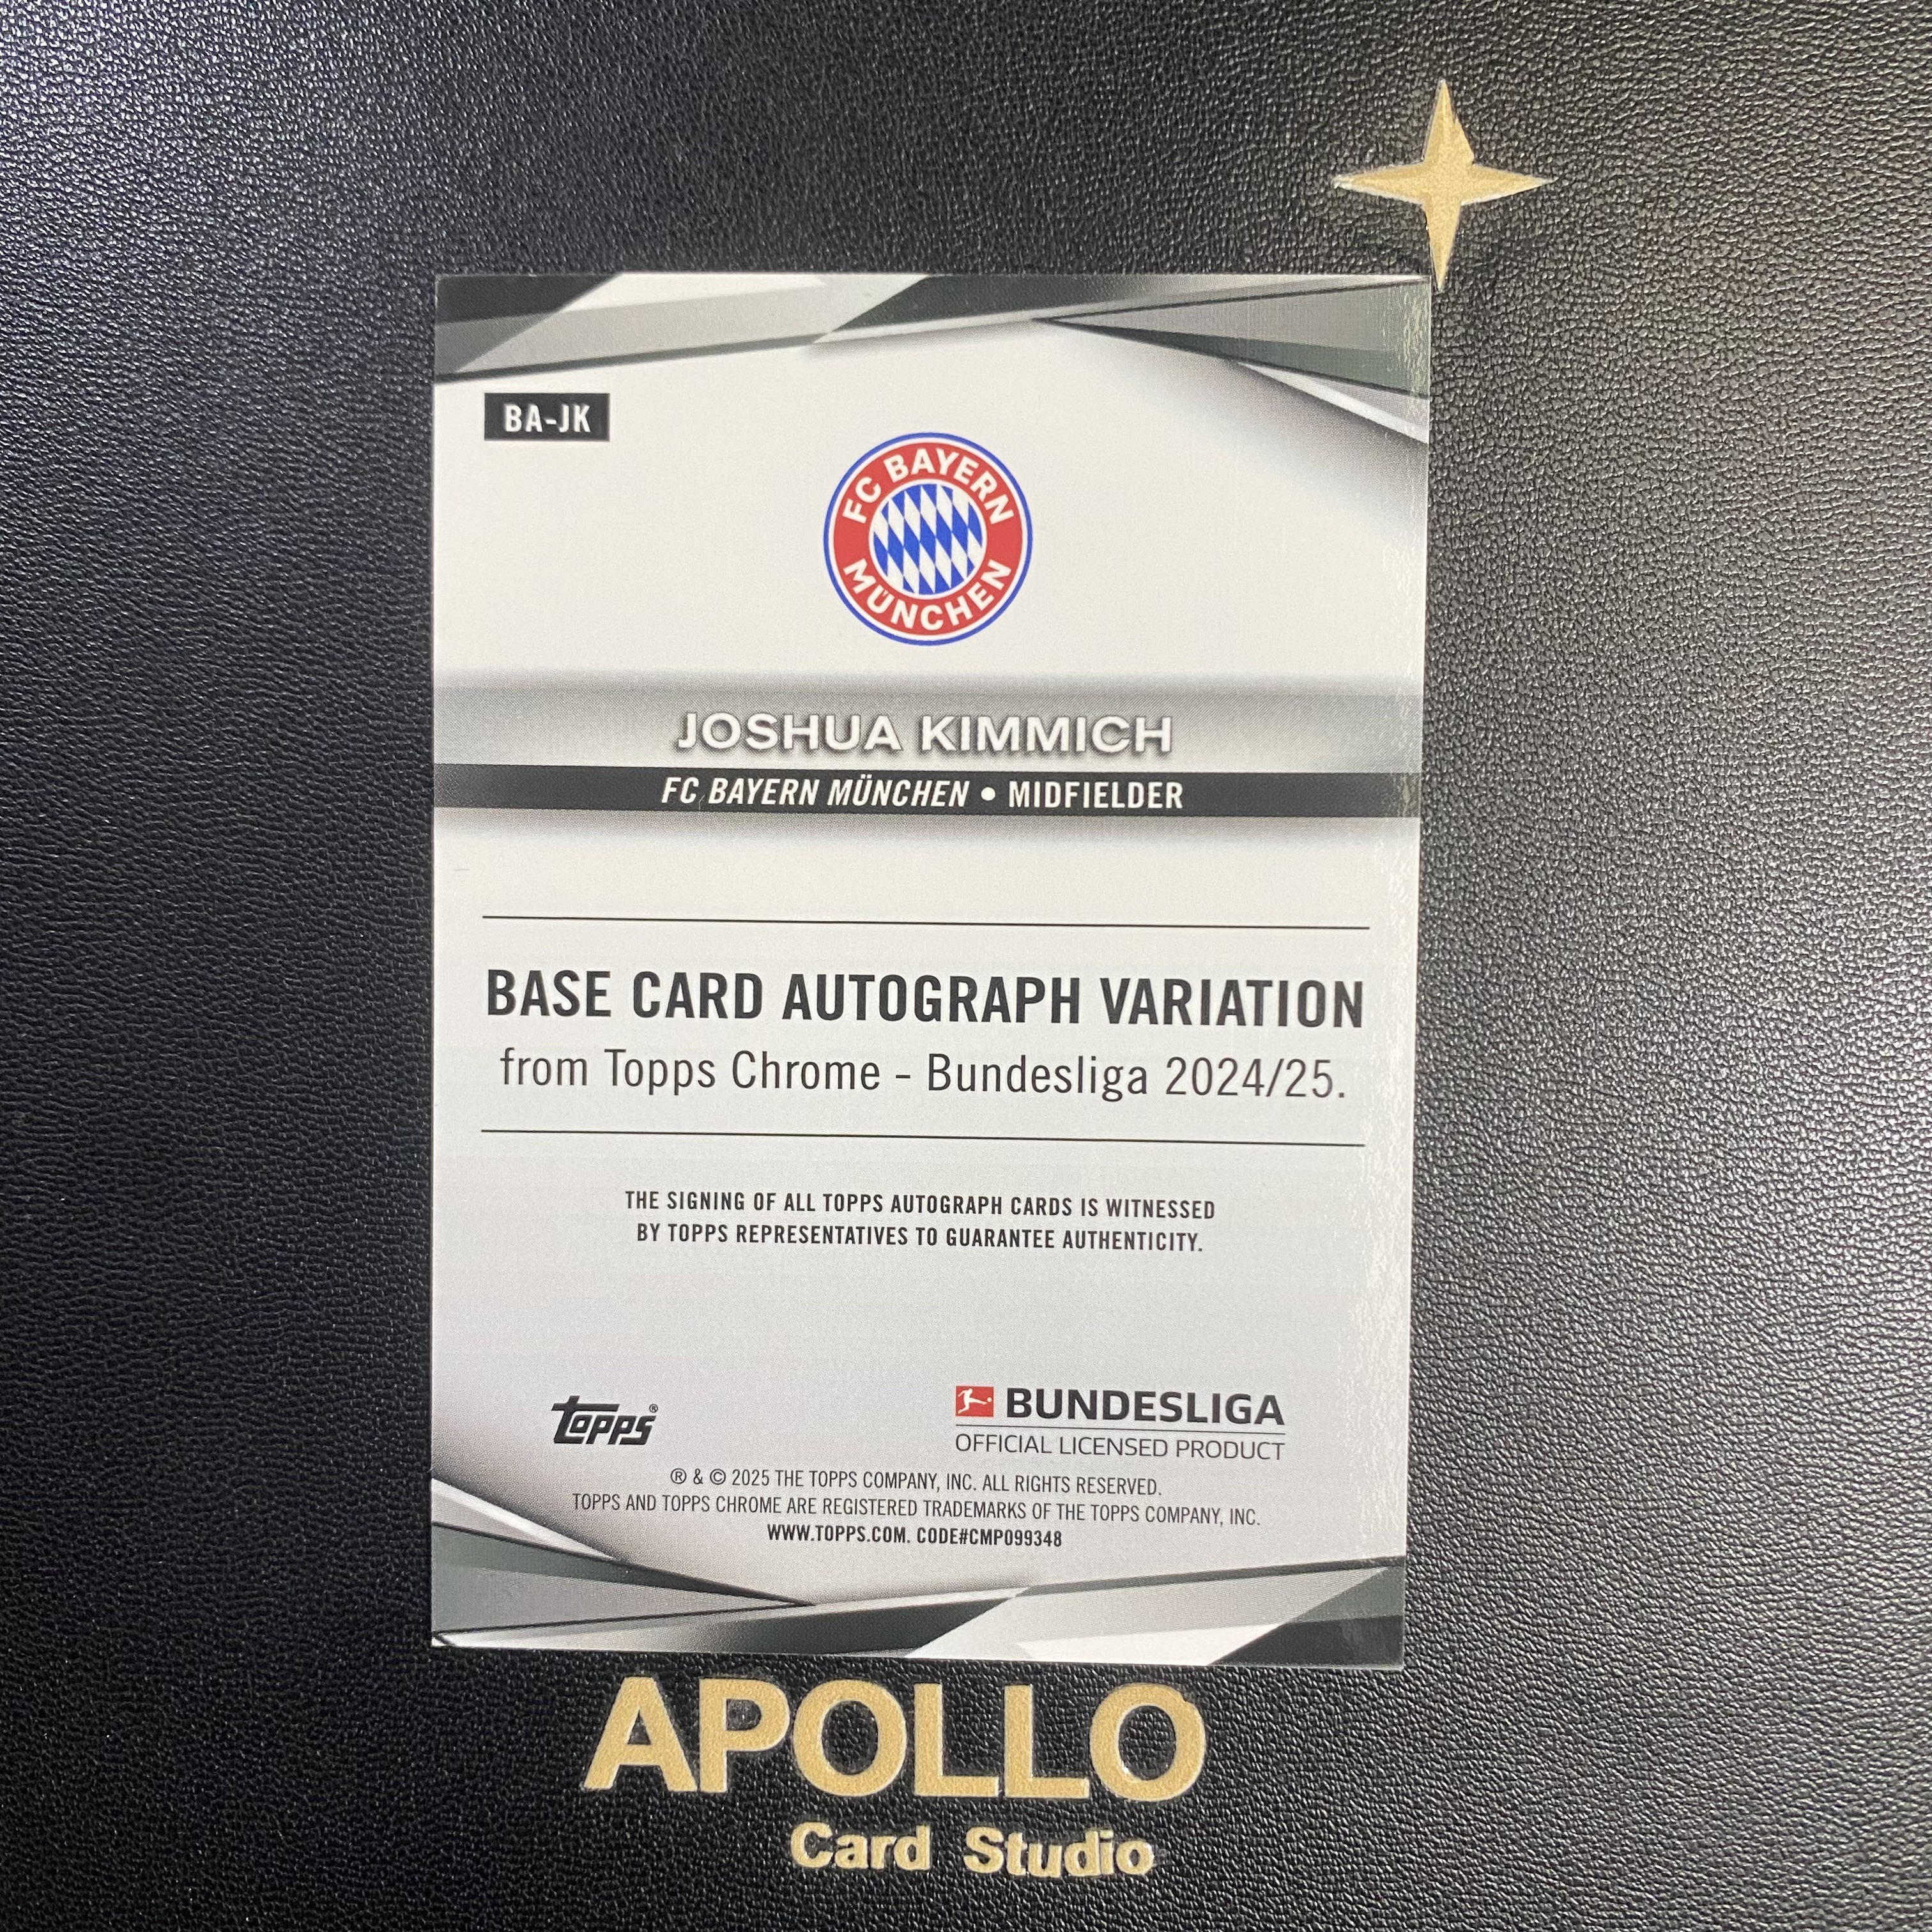 BA-JK
FC BAYERN
MÜNCHEN
JOSHUA KIMMICH
FC BAYERN MÜNCHEN • MIDFIELDER
BASE CARD AUTOGRAPH VARIATION
from Topps Chrome - Bundesliga 2024/25.
THE SIGNING OF ALL TOPPS AUTOGRAPH CARDS IS WITNESSED
BY TOPPS REPRESENTATIVES TO GUARANTEE AUTHENTICITY.
topps®
BUNDESLIGA
OFFICIAL LICENSED PRODUCT
® & © 2025 THE TOPPS COMPANY, INC. ALL RIGHTS RESERVED.
TOPPS AND TOPPS CHROME ARE REGISTERED TRADEMARKS OF THE TOPPS COMPANY, INC.
WWW.TOPPS.COM. CODE#CMP099348
APOLLO
Card Studio